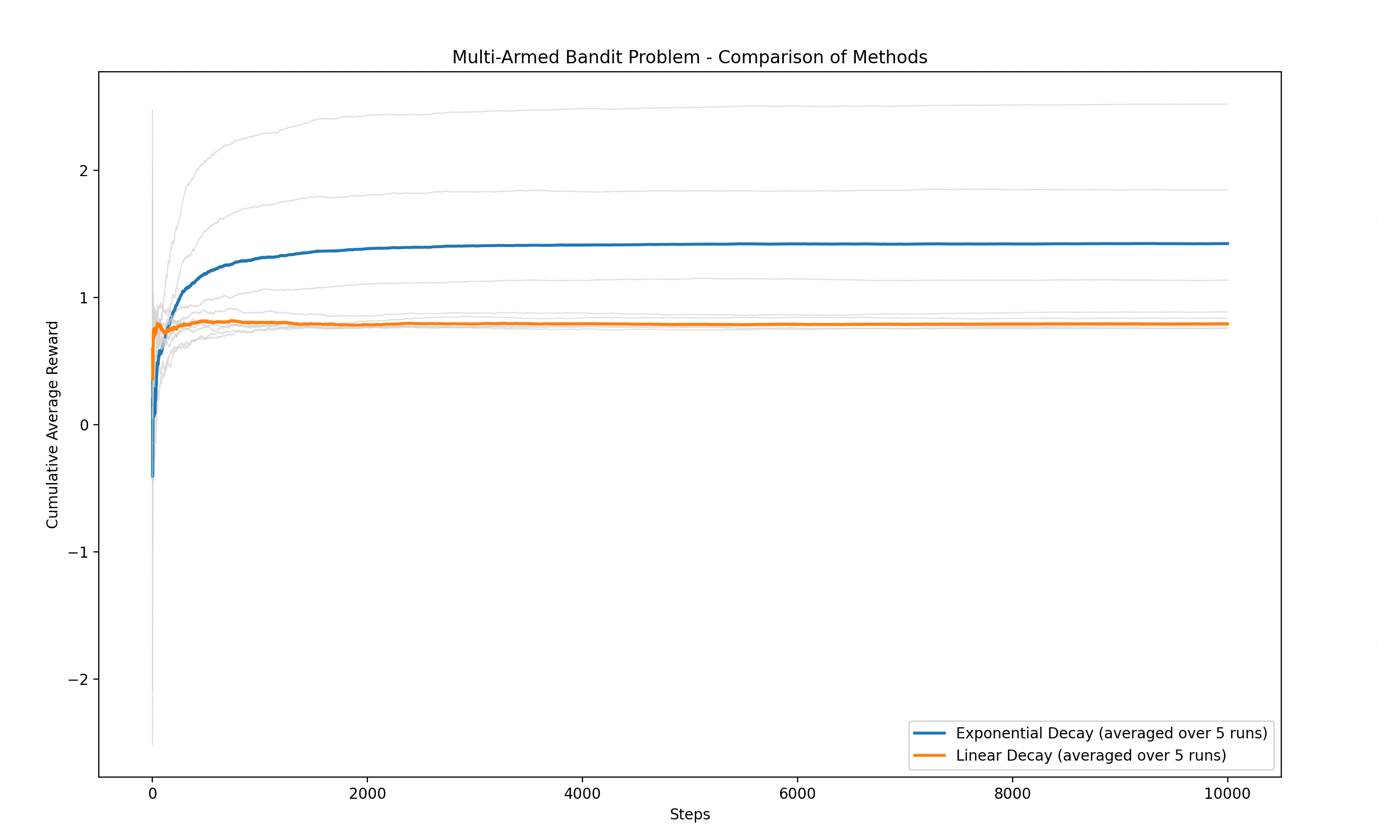 Multi-Armed Bandit Problem - Comparison of Methods
Cumulative Average Reward
2
1
0
−1
−2
0
2000
4000
6000
8000
10000
Steps
Exponential Decay (averaged over 5 runs)
Linear Decay (averaged over 5 runs)